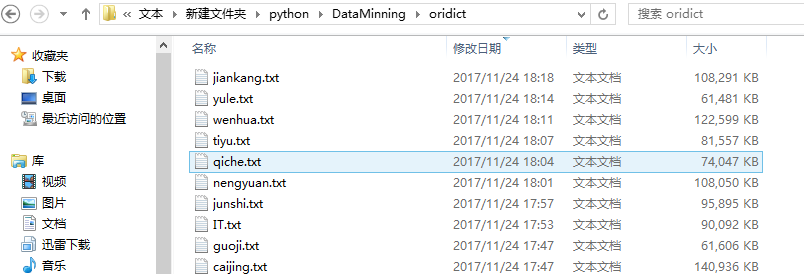 文本 新建文件夹 python DataMinning oridict 搜索 oridict
名称 修改日期 类型 大小
收藏夹
下载
桌面
最近访问的位置
库
视频
图片
文档
迅雷下载
音乐
jiankang.txt 2017/11/24 18:18 文本文档 108,291 KB
yule.txt 2017/11/24 18:14 文本文档 61,481 KB
wenhua.txt 2017/11/24 18:11 文本文档 122,599 KB
tiyu.txt 2017/11/24 18:07 文本文档 81,557 KB
qiche.txt 2017/11/24 18:04 文本文档 74,047 KB
nengyuan.txt 2017/11/24 18:01 文本文档 108,050 KB
junshi.txt 2017/11/24 17:57 文本文档 95,895 KB
IT.txt 2017/11/24 17:53 文本文档 90,092 KB
guoji.txt 2017/11/24 17:47 文本文档 61,606 KB
caijing.txt 2017/11/24 17:47 文本文档 140,936 KB